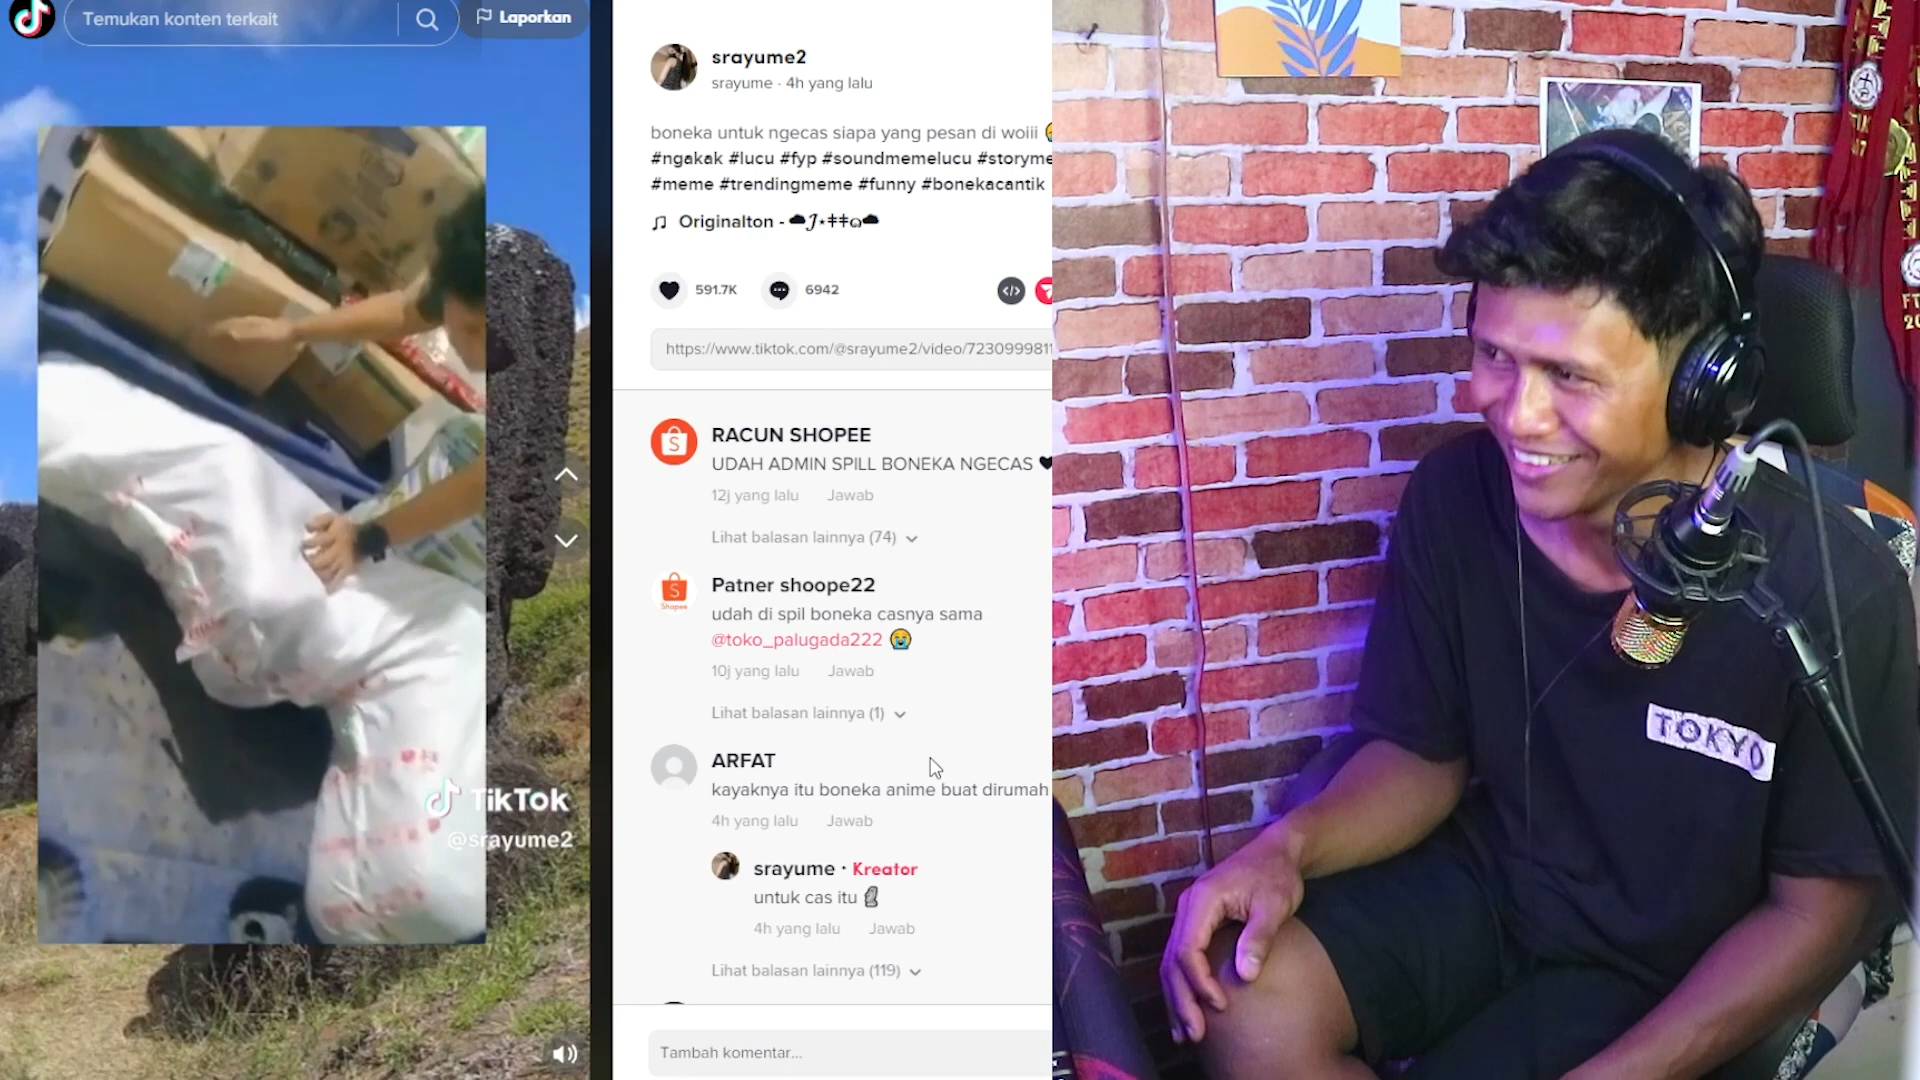 Temukan konten terkait
Laporkan
TikTok
@srayume2
srayume2
srayume · 4h yang lalu
boneka untuk ngecas siapa yang pesan di woiii 😭
#ngakak #lucu #fyp #soundmemelucu #storyme
#meme #trendingmeme #funny #bonekacantik
591.7K
6942
https://www.tiktok.com/@srayume2/video/723099981
RACUN SHOPEE
UDAH ADMIN SPILL BONEKA NGECAS 🖤
12j yang lalu Jawab
Lihat balasan lainnya (74)
Shopee
Patner shoope22
udah di spil boneka casnya sama
@toko_palugada222 😭
10j yang lalu Jawab
Lihat balasan lainnya (1)
ARFAT
kayaknya itu boneka anime buat dirumah
4h yang lalu Jawab
srayume · Kreator
untuk cas itu 🗿
4h yang lalu Jawab
Lihat balasan lainnya (119)
Tambah komentar...
TOKYO